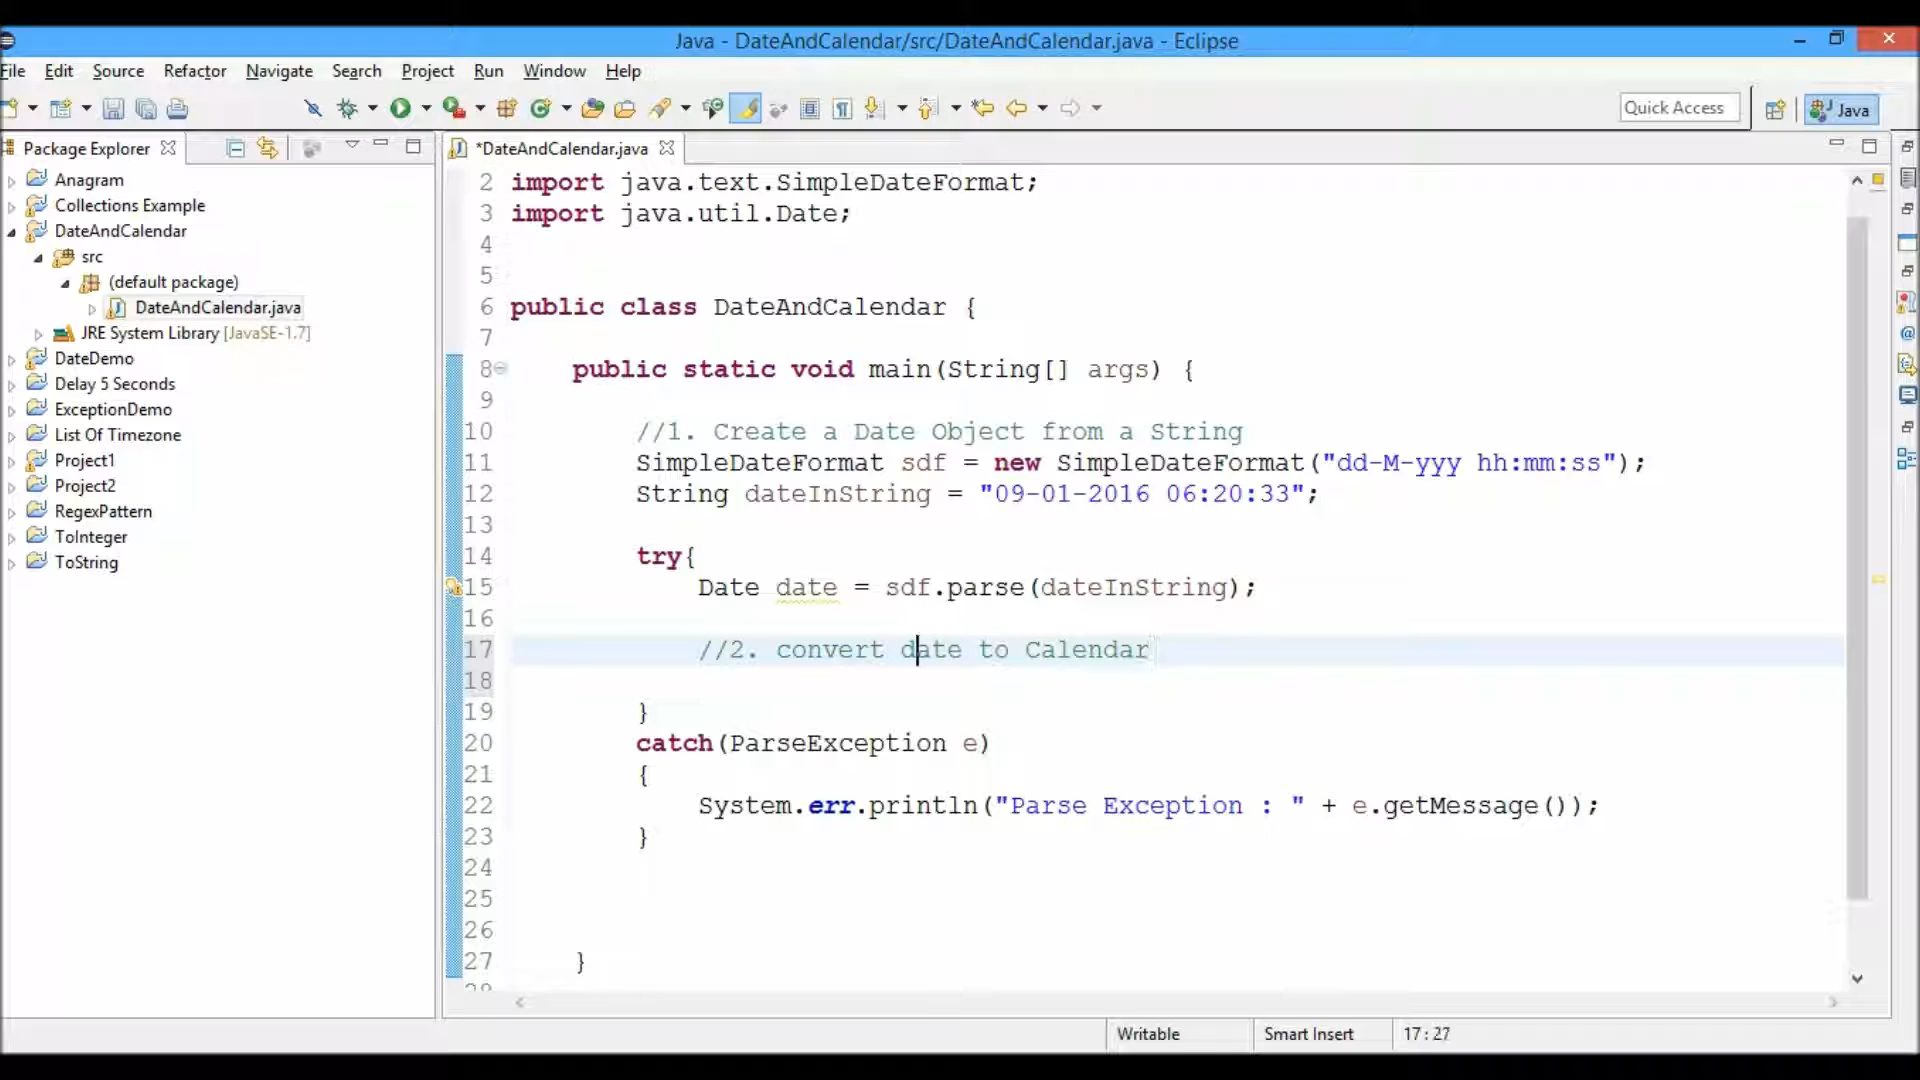 Java - DateAndCalendar/src/DateAndCalendar.java - Eclipse
File Edit Source Refactor Navigate Search Project Run Window Help
Quick Access
Java
Package Explorer
Anagram
Collections Example
DateAndCalendar
src
(default package)
DateAndCalendar.java
JRE System Library [JavaSE-1.7]
DateDemo
Delay 5 Seconds
ExceptionDemo
List Of Timezone
Project1
Project2
RegexPattern
ToInteger
ToString
*DateAndCalendar.java
2 import java.text.SimpleDateFormat;
3 import java.util.Date;
4
5
6 public class DateAndCalendar {
7
8 public static void main(String[] args) {
9
10 //1. Create a Date Object from a String
11 SimpleDateFormat sdf = new SimpleDateFormat("dd-M-yyy hh:mm:ss");
12 String dateInString = "09-01-2016 06:20:33";
13
14 try{
15 Date date = sdf.parse(dateInString);
16
17 //2. convert date to Calendar
18
19 }
20 catch(ParseException e)
21 {
22 System.err.println("Parse Exception : " + e.getMessage());
23 }
24
25
26
27 }
28
Writable
Smart Insert
17 : 27